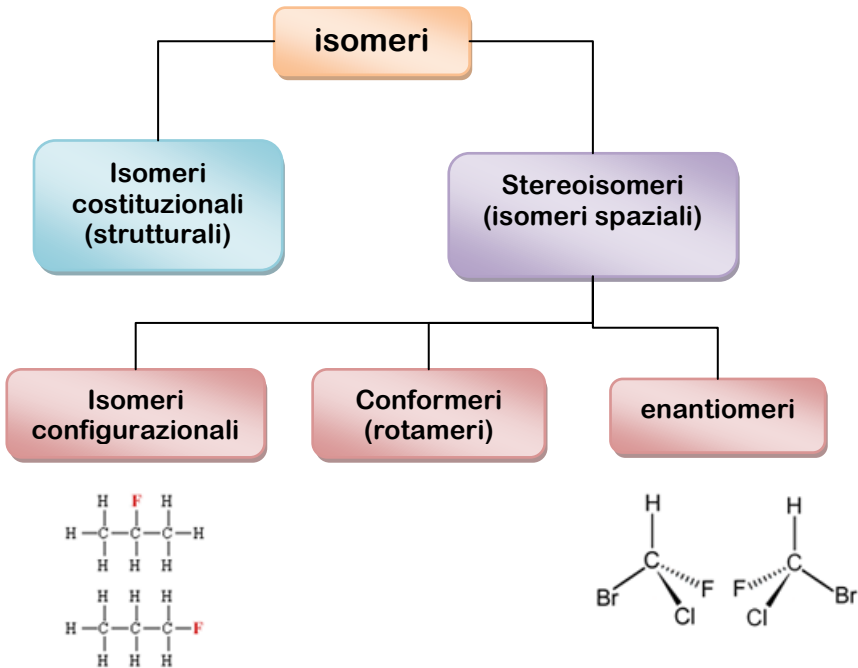 isomeri
Isomeri
costituzionali
(strutturali)
Stereoisomeri
(isomeri spaziali)
Isomeri
configurazionali
Conformeri
(rotameri)
enantiomeri
H F H
H C C C H
H H H
H H H
H C C C F
H H H
H
C
Br F
Cl
H
C
F Br
Cl